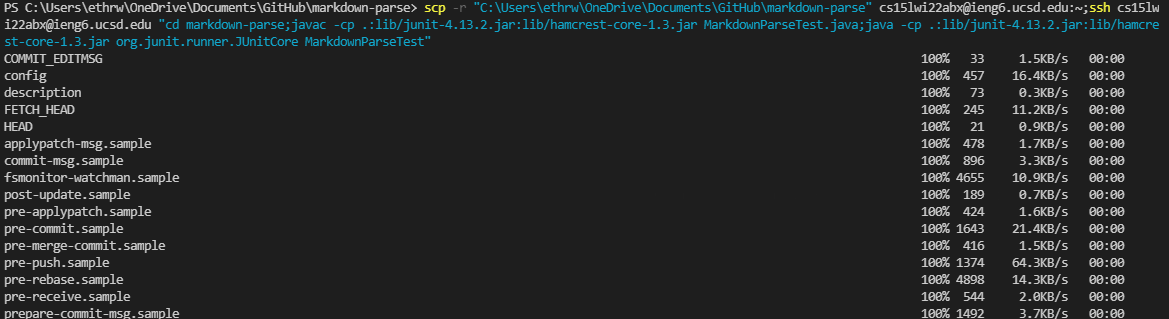 PS C:\Users\ethrw\OneDrive\Documents\GitHub\markdown-parse> scp -r "C:\Users\ethrw\OneDrive\Documents\GitHub\markdown-parse" cs15lwi22abx@ieng6.ucsd.edu:~;ssh cs15lw
i22abx@ieng6.ucsd.edu "cd markdown-parse;javac -cp .:lib/junit-4.13.2.jar:lib/hamcrest-core-1.3.jar MarkdownParseTest.java;java -cp .:lib/junit-4.13.2.jar:lib/hamcre
st-core-1.3.jar org.junit.runner.JUnitCore MarkdownParseTest"
COMMIT_EDITMSG 100% 33 1.5KB/s 00:00
config 100% 457 16.4KB/s 00:00
description 100% 73 0.3KB/s 00:00
FETCH_HEAD 100% 245 11.2KB/s 00:00
HEAD 100% 21 0.9KB/s 00:00
applypatch-msg.sample 100% 478 1.7KB/s 00:00
commit-msg.sample 100% 896 3.3KB/s 00:00
fsmonitor-watchman.sample 100% 4655 10.9KB/s 00:00
post-update.sample 100% 189 0.7KB/s 00:00
pre-applypatch.sample 100% 424 1.6KB/s 00:00
pre-commit.sample 100% 1643 21.4KB/s 00:00
pre-merge-commit.sample 100% 416 1.5KB/s 00:00
pre-push.sample 100% 1374 64.3KB/s 00:00
pre-rebase.sample 100% 4898 14.3KB/s 00:00
pre-receive.sample 100% 544 2.0KB/s 00:00
prepare-commit-msg.sample 100% 1492 3.7KB/s 00:00